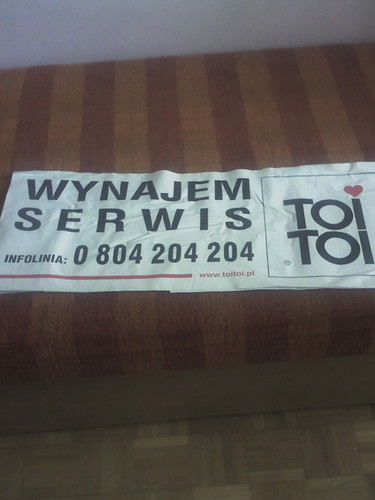 WYNAJEM
SERWIS
INFOLINIA: 0 804 204 204
www.toitoi.pl
TOI
TOI
®